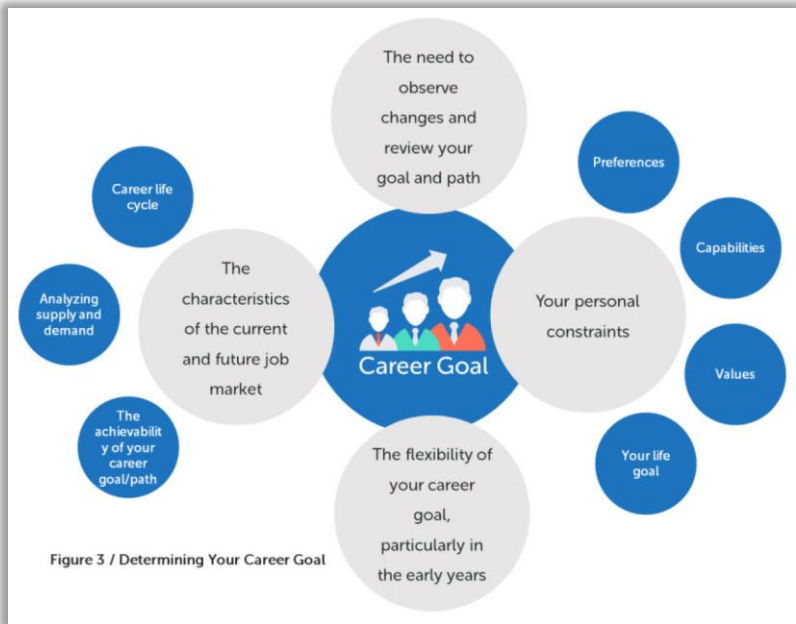 The need to
observe
changes and
review your
goal and path
Career life
cycle
Analyzing
supply and
demand
The
achievabilit
y of your
career
goal/path
The
characteristics
of the current
and future job
market
Career Goal
Your personal
constraints
Preferences
Capabilities
Values
Your life
goal
The flexibility of
your career
goal,
particularly in
the early years
Figure 3 / Determining Your Career Goal